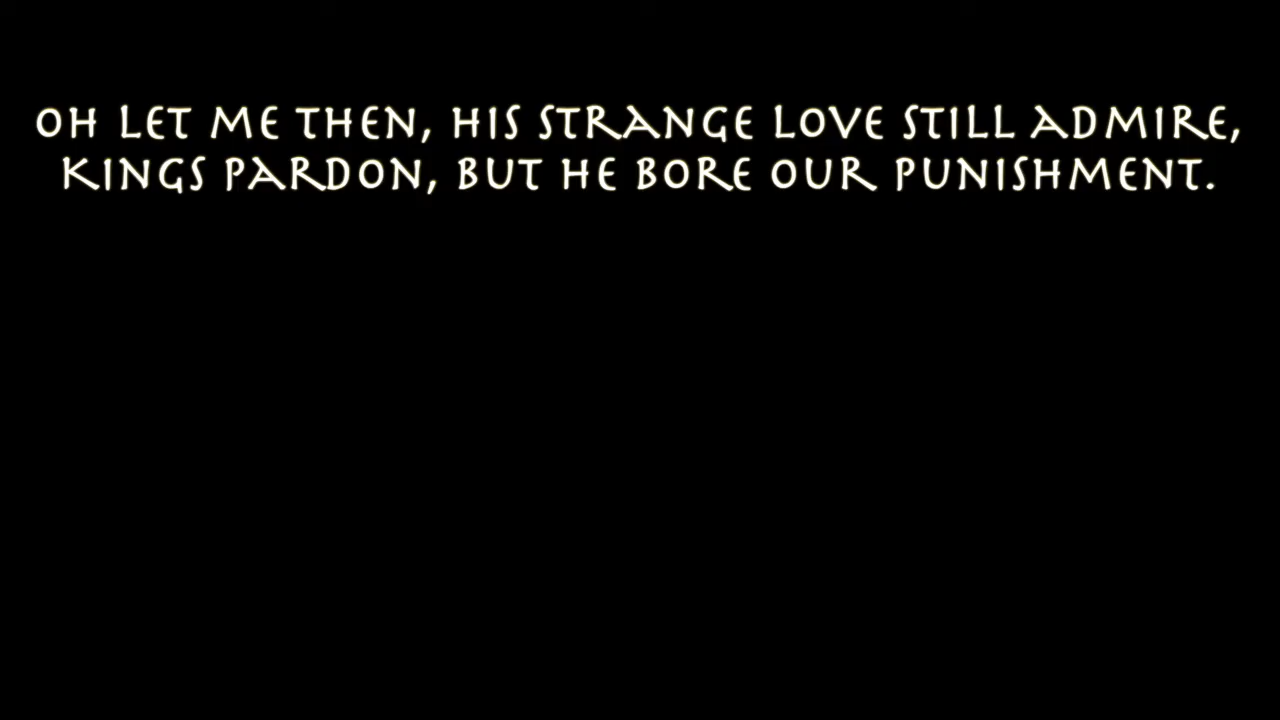 OH LET ME THEN, HIS STRANGE LOVE STILL ADMIRE,
KINGS PARDON, BUT HE BORE OUR PUNISHMENT.